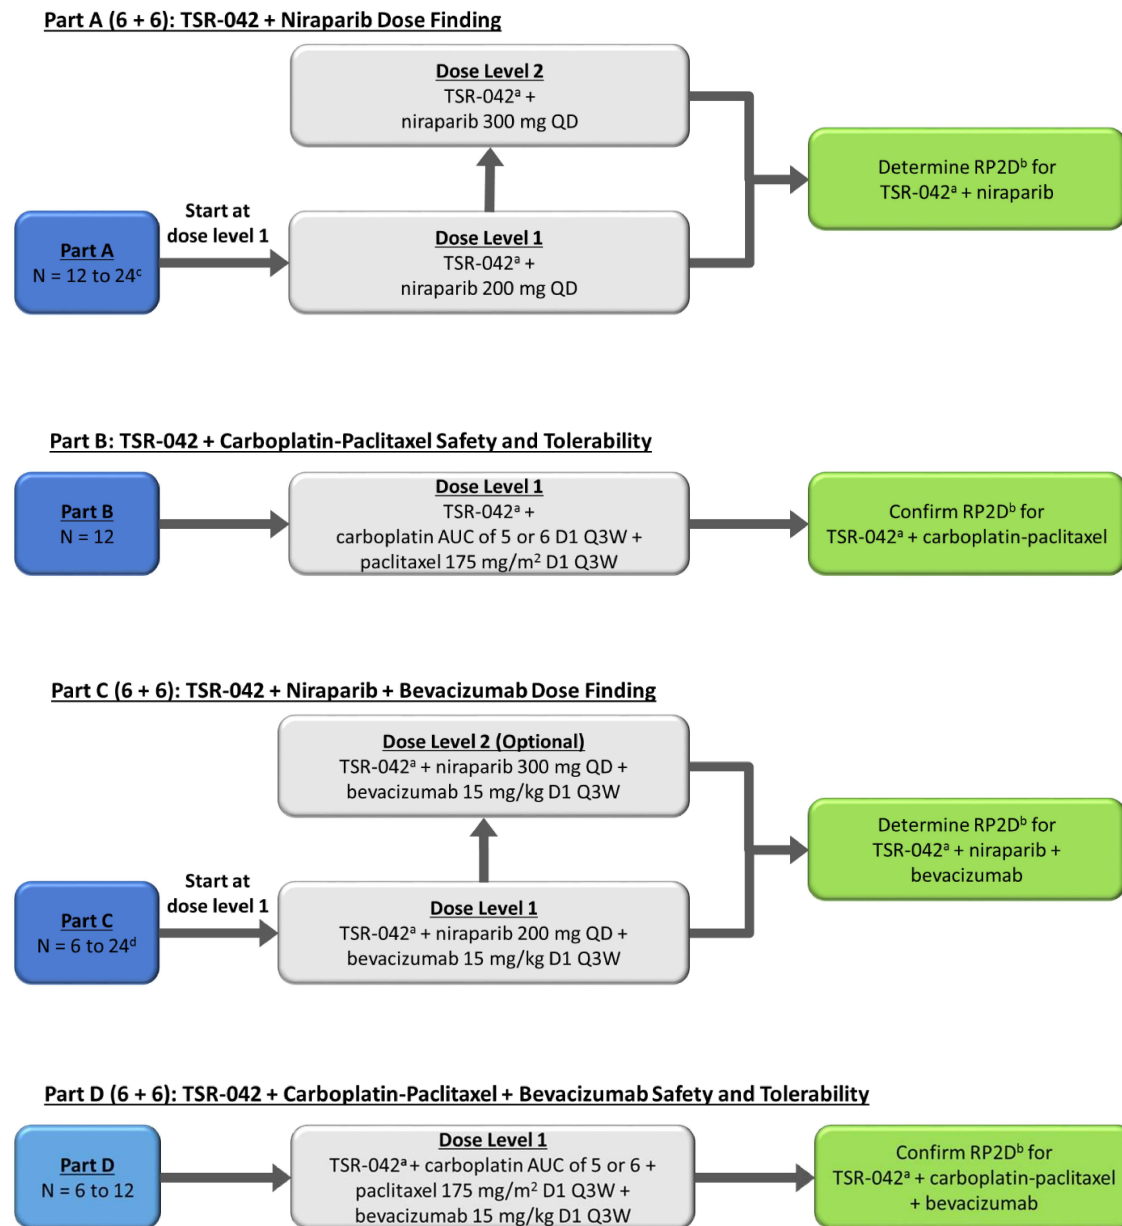 Part A (6 + 6): TSR-042 + Niraparib Dose Finding
Dose Level 2
TSR-042ᵃ +
niraparib 300 mg QD
Determine RP2Dᵇ for
TSR-042ᵃ + niraparib
Start at
dose level 1
Part A
N = 12 to 24ᶜ
Dose Level 1
TSR-042ᵃ +
niraparib 200 mg QD
Part B: TSR-042 + Carboplatin-Paclitaxel Safety and Tolerability
Part B
N = 12
Dose Level 1
TSR-042ᵃ +
carboplatin AUC of 5 or 6 D1 Q3W +
paclitaxel 175 mg/m² D1 Q3W
Confirm RP2Dᵇ for
TSR-042ᵃ + carboplatin-paclitaxel
Part C (6 + 6): TSR-042 + Niraparib + Bevacizumab Dose Finding
Dose Level 2 (Optional)
TSR-042ᵃ + niraparib 300 mg QD +
bevacizumab 15 mg/kg D1 Q3W
Determine RP2Dᵇ for
TSR-042ᵃ + niraparib +
bevacizumab
Start at
dose level 1
Part C
N = 6 to 24ᵈ
Dose Level 1
TSR-042ᵃ + niraparib 200 mg QD +
bevacizumab 15 mg/kg D1 Q3W
Part D (6 + 6): TSR-042 + Carboplatin-Paclitaxel + Bevacizumab Safety and Tolerability
Part D
N = 6 to 12
Dose Level 1
TSR-042ᵃ + carboplatin AUC of 5 or 6 +
paclitaxel 175 mg/m² D1 Q3W +
bevacizumab 15 mg/kg D1 Q3W
Confirm RP2Dᵇ for
TSR-042ᵃ + carboplatin-paclitaxel
+ bevacizumab